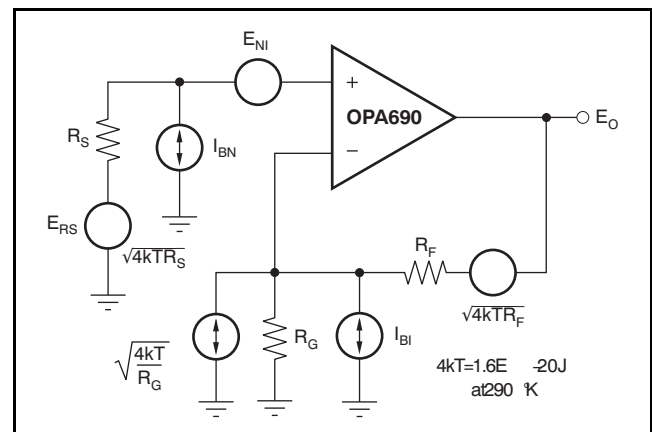 E_NI
+
OPA690
E_O
R_S
I_BN
−
E_RS
√4kTR_S
R_F
√4kTR_F
√4kT/R_G
R_G
I_BI
4kT=1.6E -20J
at290 °K